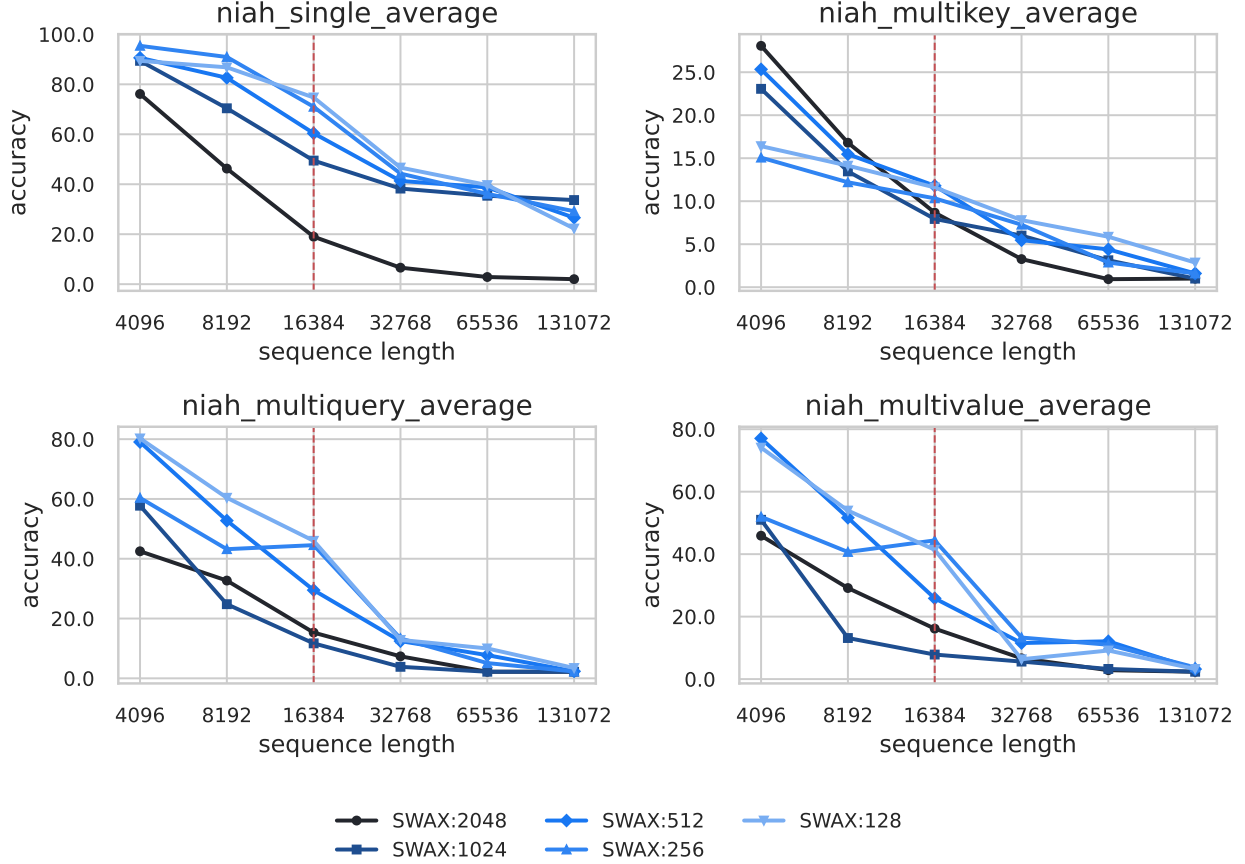 niah_single_average
niah_multikey_average
100.0
80.0
60.0
40.0
20.0
0.0
accuracy
4096 8192 16384 32768 65536 131072
sequence length
25.0
20.0
15.0
10.0
5.0
0.0
accuracy
4096 8192 16384 32768 65536 131072
sequence length
niah_multiquery_average
niah_multivalue_average
80.0
60.0
40.0
20.0
0.0
accuracy
4096 8192 16384 32768 65536 131072
sequence length
80.0
60.0
40.0
20.0
0.0
accuracy
4096 8192 16384 32768 65536 131072
sequence length
SWAX:2048 SWAX:512 SWAX:128
SWAX:1024 SWAX:256